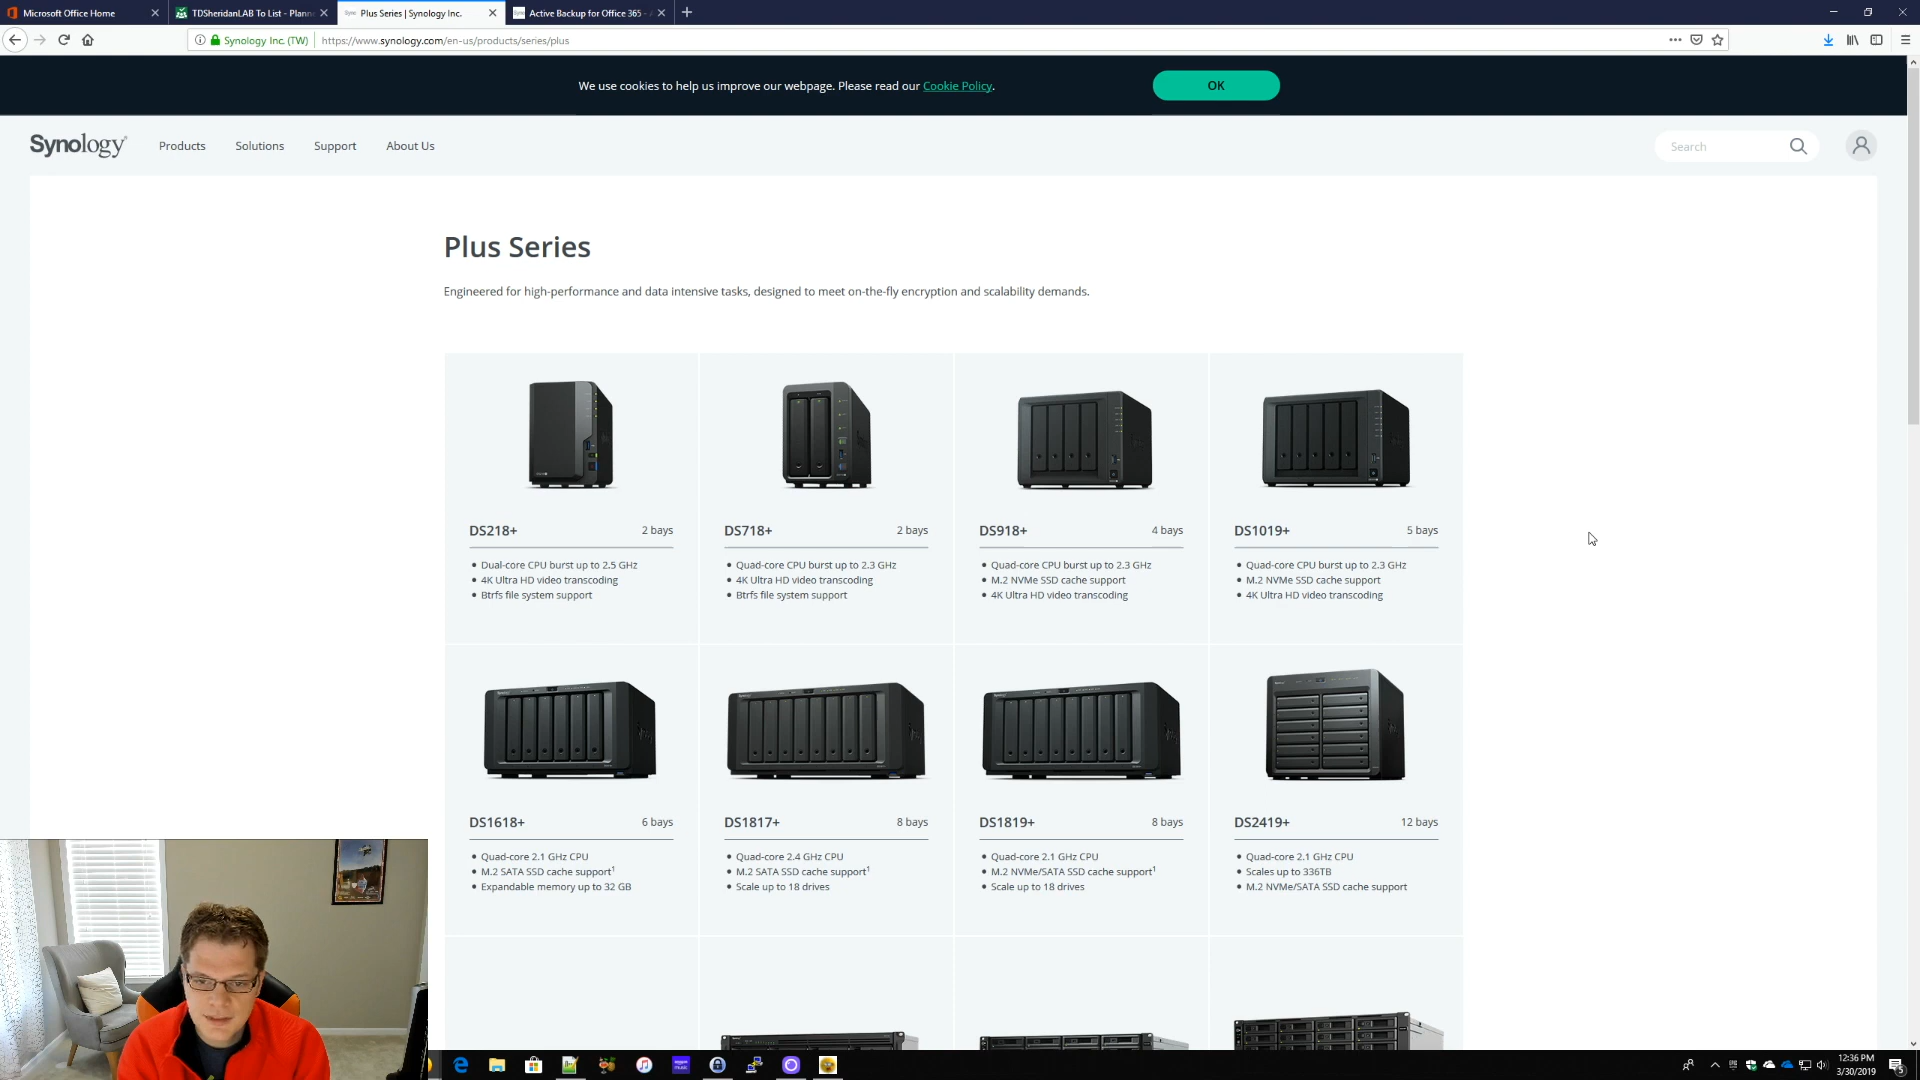 Microsoft Office Home
TDSheridanLAB To List - Plann
Plus Series | Synology Inc.
Active Backup for Office 365 -
Synology Inc. (TW)
https://www.synology.com/en-us/products/series/plus
We use cookies to help us improve our webpage. Please read our Cookie Policy.
OK
Synology
Products
Solutions
Support
About Us
Search
Plus Series
Engineered for high-performance and data intensive tasks, designed to meet on-the-fly encryption and scalability demands.
DS218+ 2 bays
• Dual-core CPU burst up to 2.5 GHz
• 4K Ultra HD video transcoding
• Btrfs file system support
DS718+ 2 bays
• Quad-core CPU burst up to 2.3 GHz
• 4K Ultra HD video transcoding
• Btrfs file system support
DS918+ 4 bays
• Quad-core CPU burst up to 2.3 GHz
• M.2 NVMe SSD cache support
• 4K Ultra HD video transcoding
DS1019+ 5 bays
• Quad-core CPU burst up to 2.3 GHz
• M.2 NVMe SSD cache support
• 4K Ultra HD video transcoding
DS1618+ 6 bays
• Quad-core 2.1 GHz CPU
• M.2 SATA SSD cache support¹
• Expandable memory up to 32 GB
DS1817+ 8 bays
• Quad-core 2.4 GHz CPU
• M.2 SATA SSD cache support¹
• Scale up to 18 drives
DS1819+ 8 bays
• Quad-core 2.1 GHz CPU
• M.2 NVMe/SATA SSD cache support¹
• Scale up to 18 drives
DS2419+ 12 bays
• Quad-core 2.1 GHz CPU
• Scales up to 336TB
• M.2 NVMe/SATA SSD cache support
12:36 PM
3/30/2019